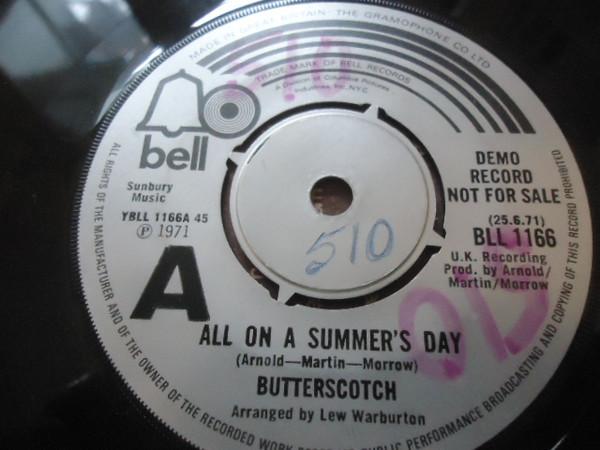 MADE IN GREAT BRITAIN · THE GRAMOPHONE CO LTD
TRADE MARK OF BELL RECORDS
A Division of Columbia Pictures
Industries, Inc., N.Y.C.
bell
Sunbury
Music
YBLL 1166A 45
Ⓟ 1971
A
DEMO
RECORD
NOT FOR SALE
(25.6.71)
BLL 1166
U.K. Recording
Prod. by Arnold/
Martin/Morrow
510
ALL ON A SUMMER'S DAY
(Arnold—Martin—Morrow)
BUTTERSCOTCH
Arranged by Lew Warburton
ALL RIGHTS OF THE MANUFACTURER AND OF THE OWNER OF THE RECORDED WORK PUBLIC PERFORMANCE BROADCASTING AND COPYING OF THIS RECORD PROHIBITED